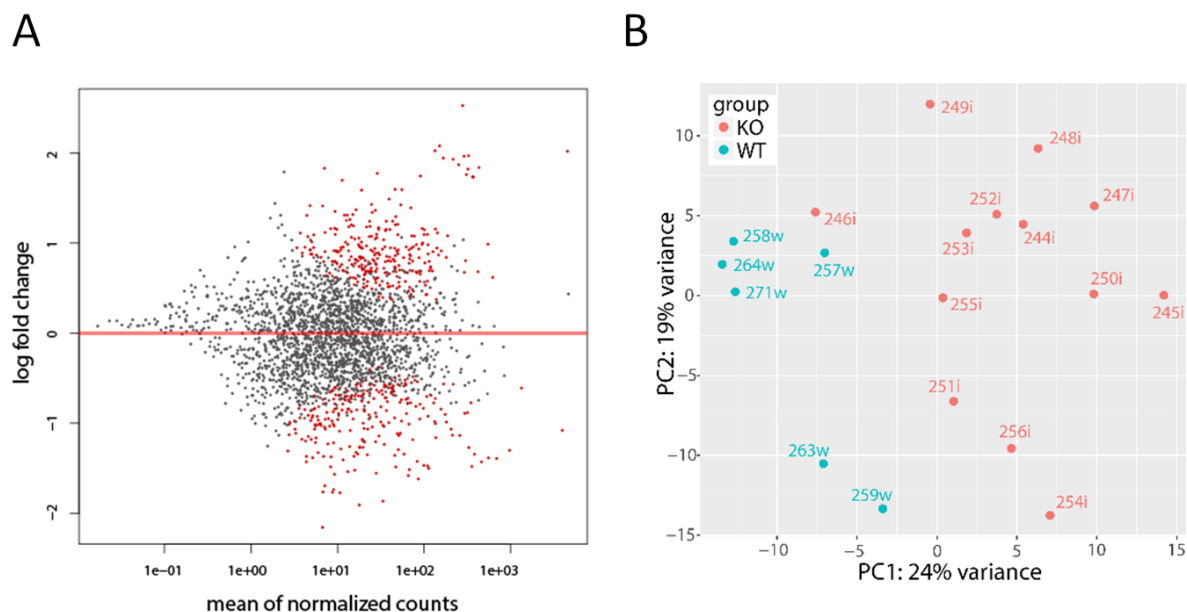 A
B
log fold change
2
1
0
−1
−2
1e−01
1e+00
1e+01
1e+02
1e+03
mean of normalized counts
group
KO
WT
PC2: 19% variance
10
5
0
−5
−10
−15
249i
248i
247i
252i
246i
244i
253i
258w
257w
264w
271w
250i
245i
255i
251i
256i
263w
259w
254i
−10
−5
0
5
10
15
PC1: 24% variance